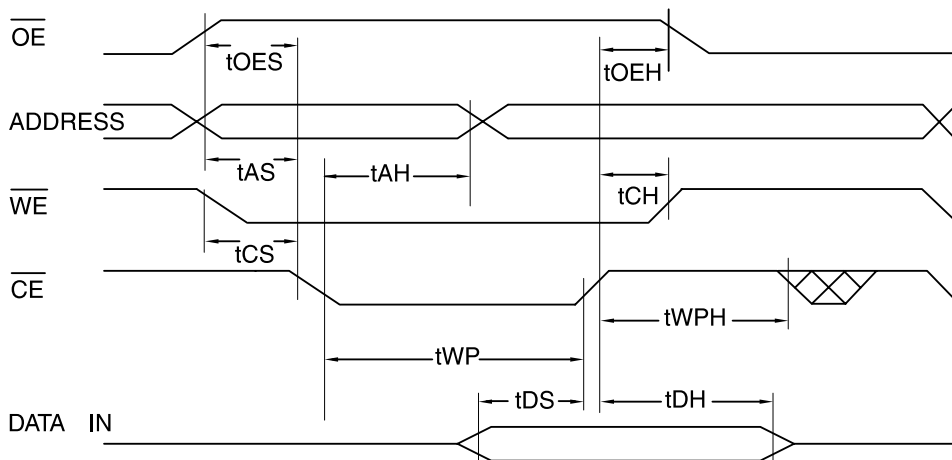 OE
tOES
tOEH
ADDRESS
tAS
tAH
tCH
WE
tCS
CE
tWPH
tWP
tDS
tDH
DATA IN